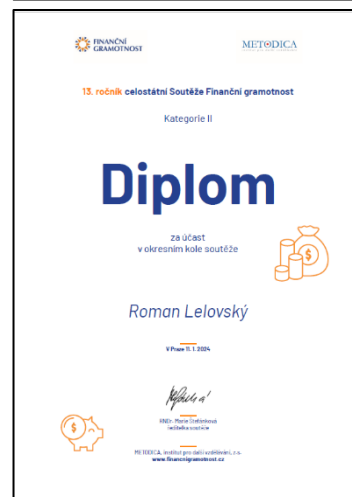 FINANČNÍ
GRAMOTNOST
METODICA
13. ročník celostátní Soutěže Finanční gramotnost
Kategorie II
Diplom
za účast
v okresním kole soutěže
Roman Lelovský
V Praze 11. 1. 2024
RNDr. Marie Štefánková
ředitelka soutěže
METODICA, institut pro další vzdělávání, z.s.
www.financnigramotnost.cz